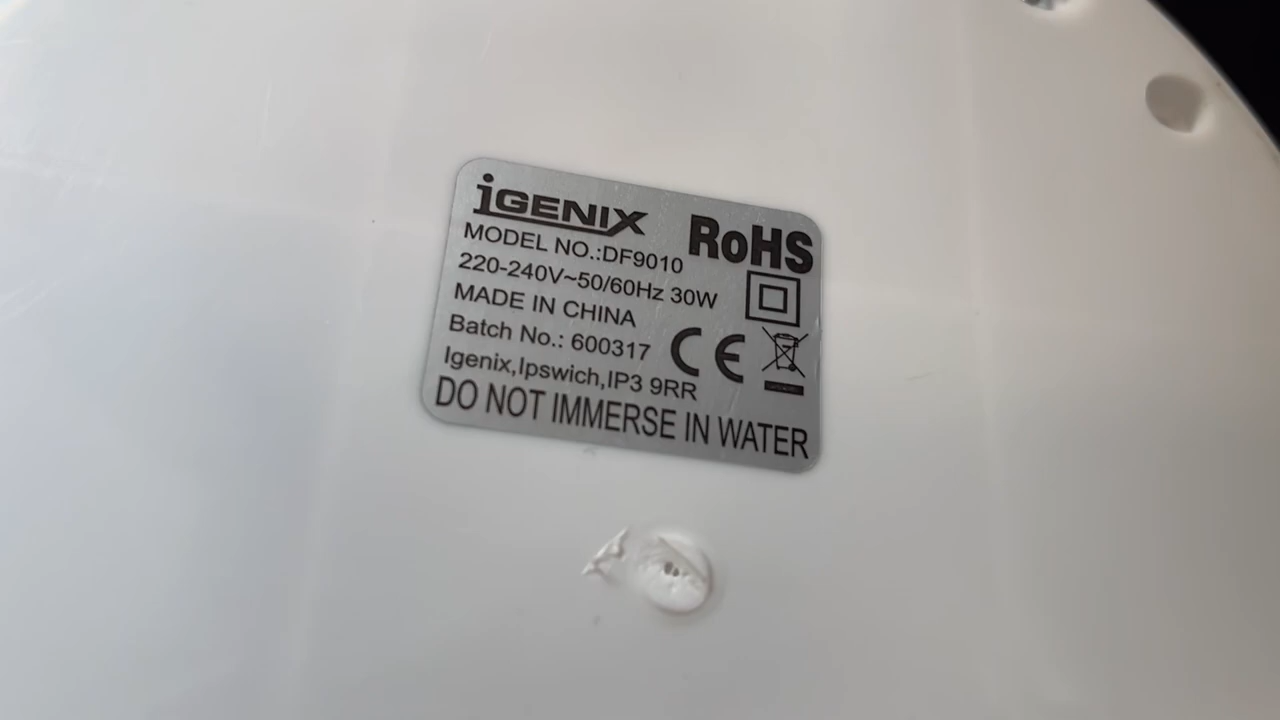 iGENIX
RoHS
MODEL NO.:DF9010
220-240V~50/60Hz 30W
MADE IN CHINA
Batch No.: 600317
CE
Igenix,Ipswich,IP3 9RR
DO NOT IMMERSE IN WATER